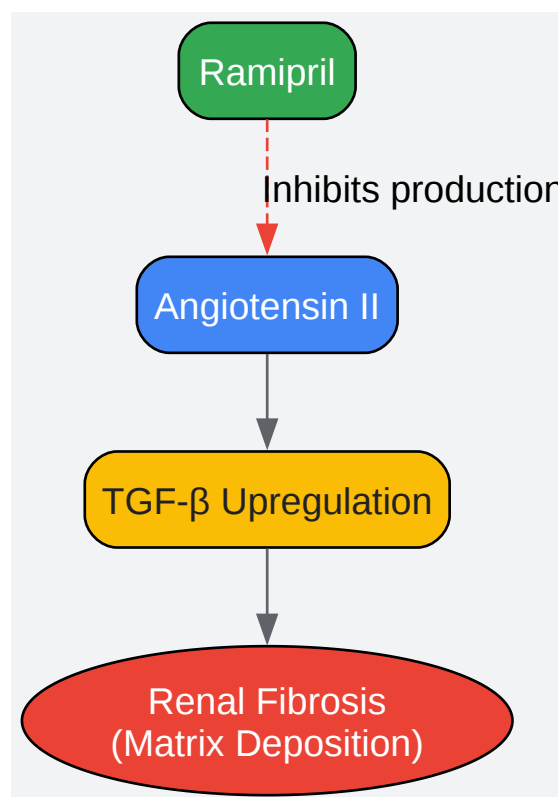 Ramipril
Inhibits production
Angiotensin II
TGF-β Upregulation
Renal Fibrosis
(Matrix Deposition)